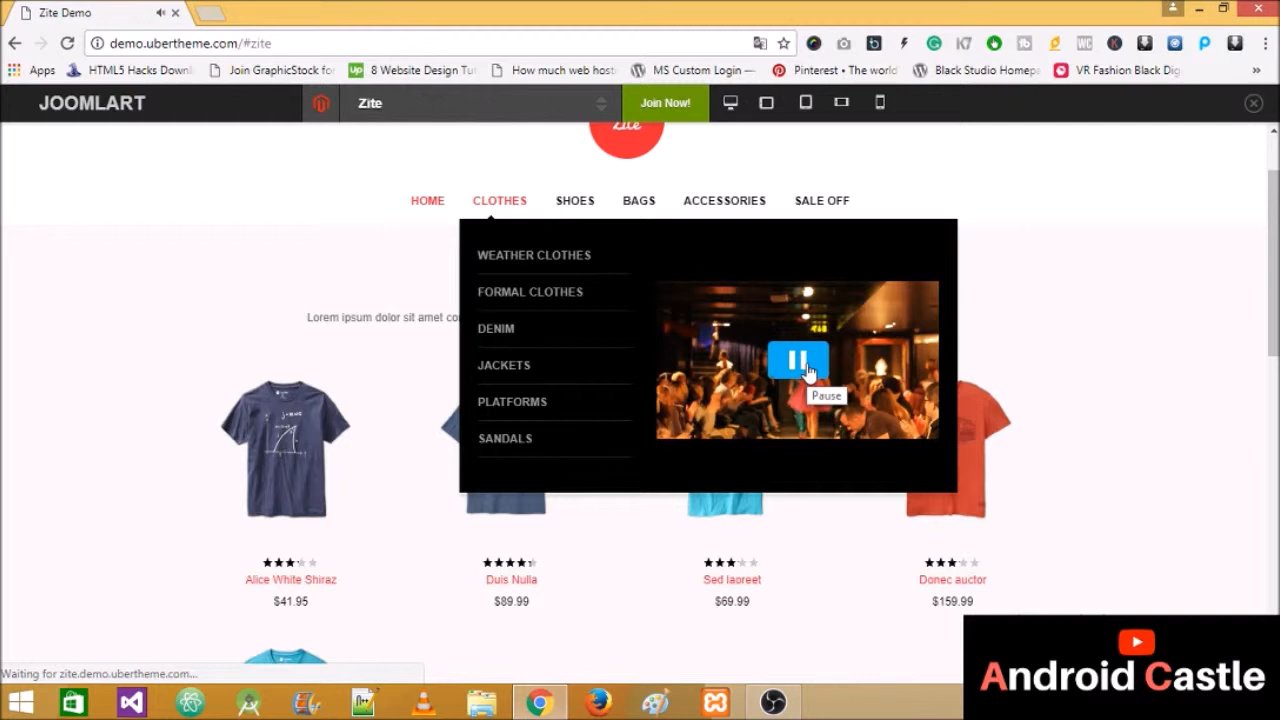 Zite Demo
demo.ubertheme.com/#zite
Apps HTML5 Hacks Downl Join GraphicStock for 8 Website Design Tut How much web host MS Custom Login — Pinterest • The world Black Studio Homepa VR Fashion Black Dig »
JOOMLART Zite Join Now!
Zite
HOME CLOTHES SHOES BAGS ACCESSORIES SALE OFF
WEATHER CLOTHES
FORMAL CLOTHES
Lorem ipsum dolor sit amet co
DENIM
JACKETS
Pause
PLATFORMS
SANDALS
Alice White Shiraz Duis Nulla Sed laoreet Donec auctor
$41.95 $89.99 $69.99 $159.99
Waiting for zite.demo.ubertheme.com...
Android Castle